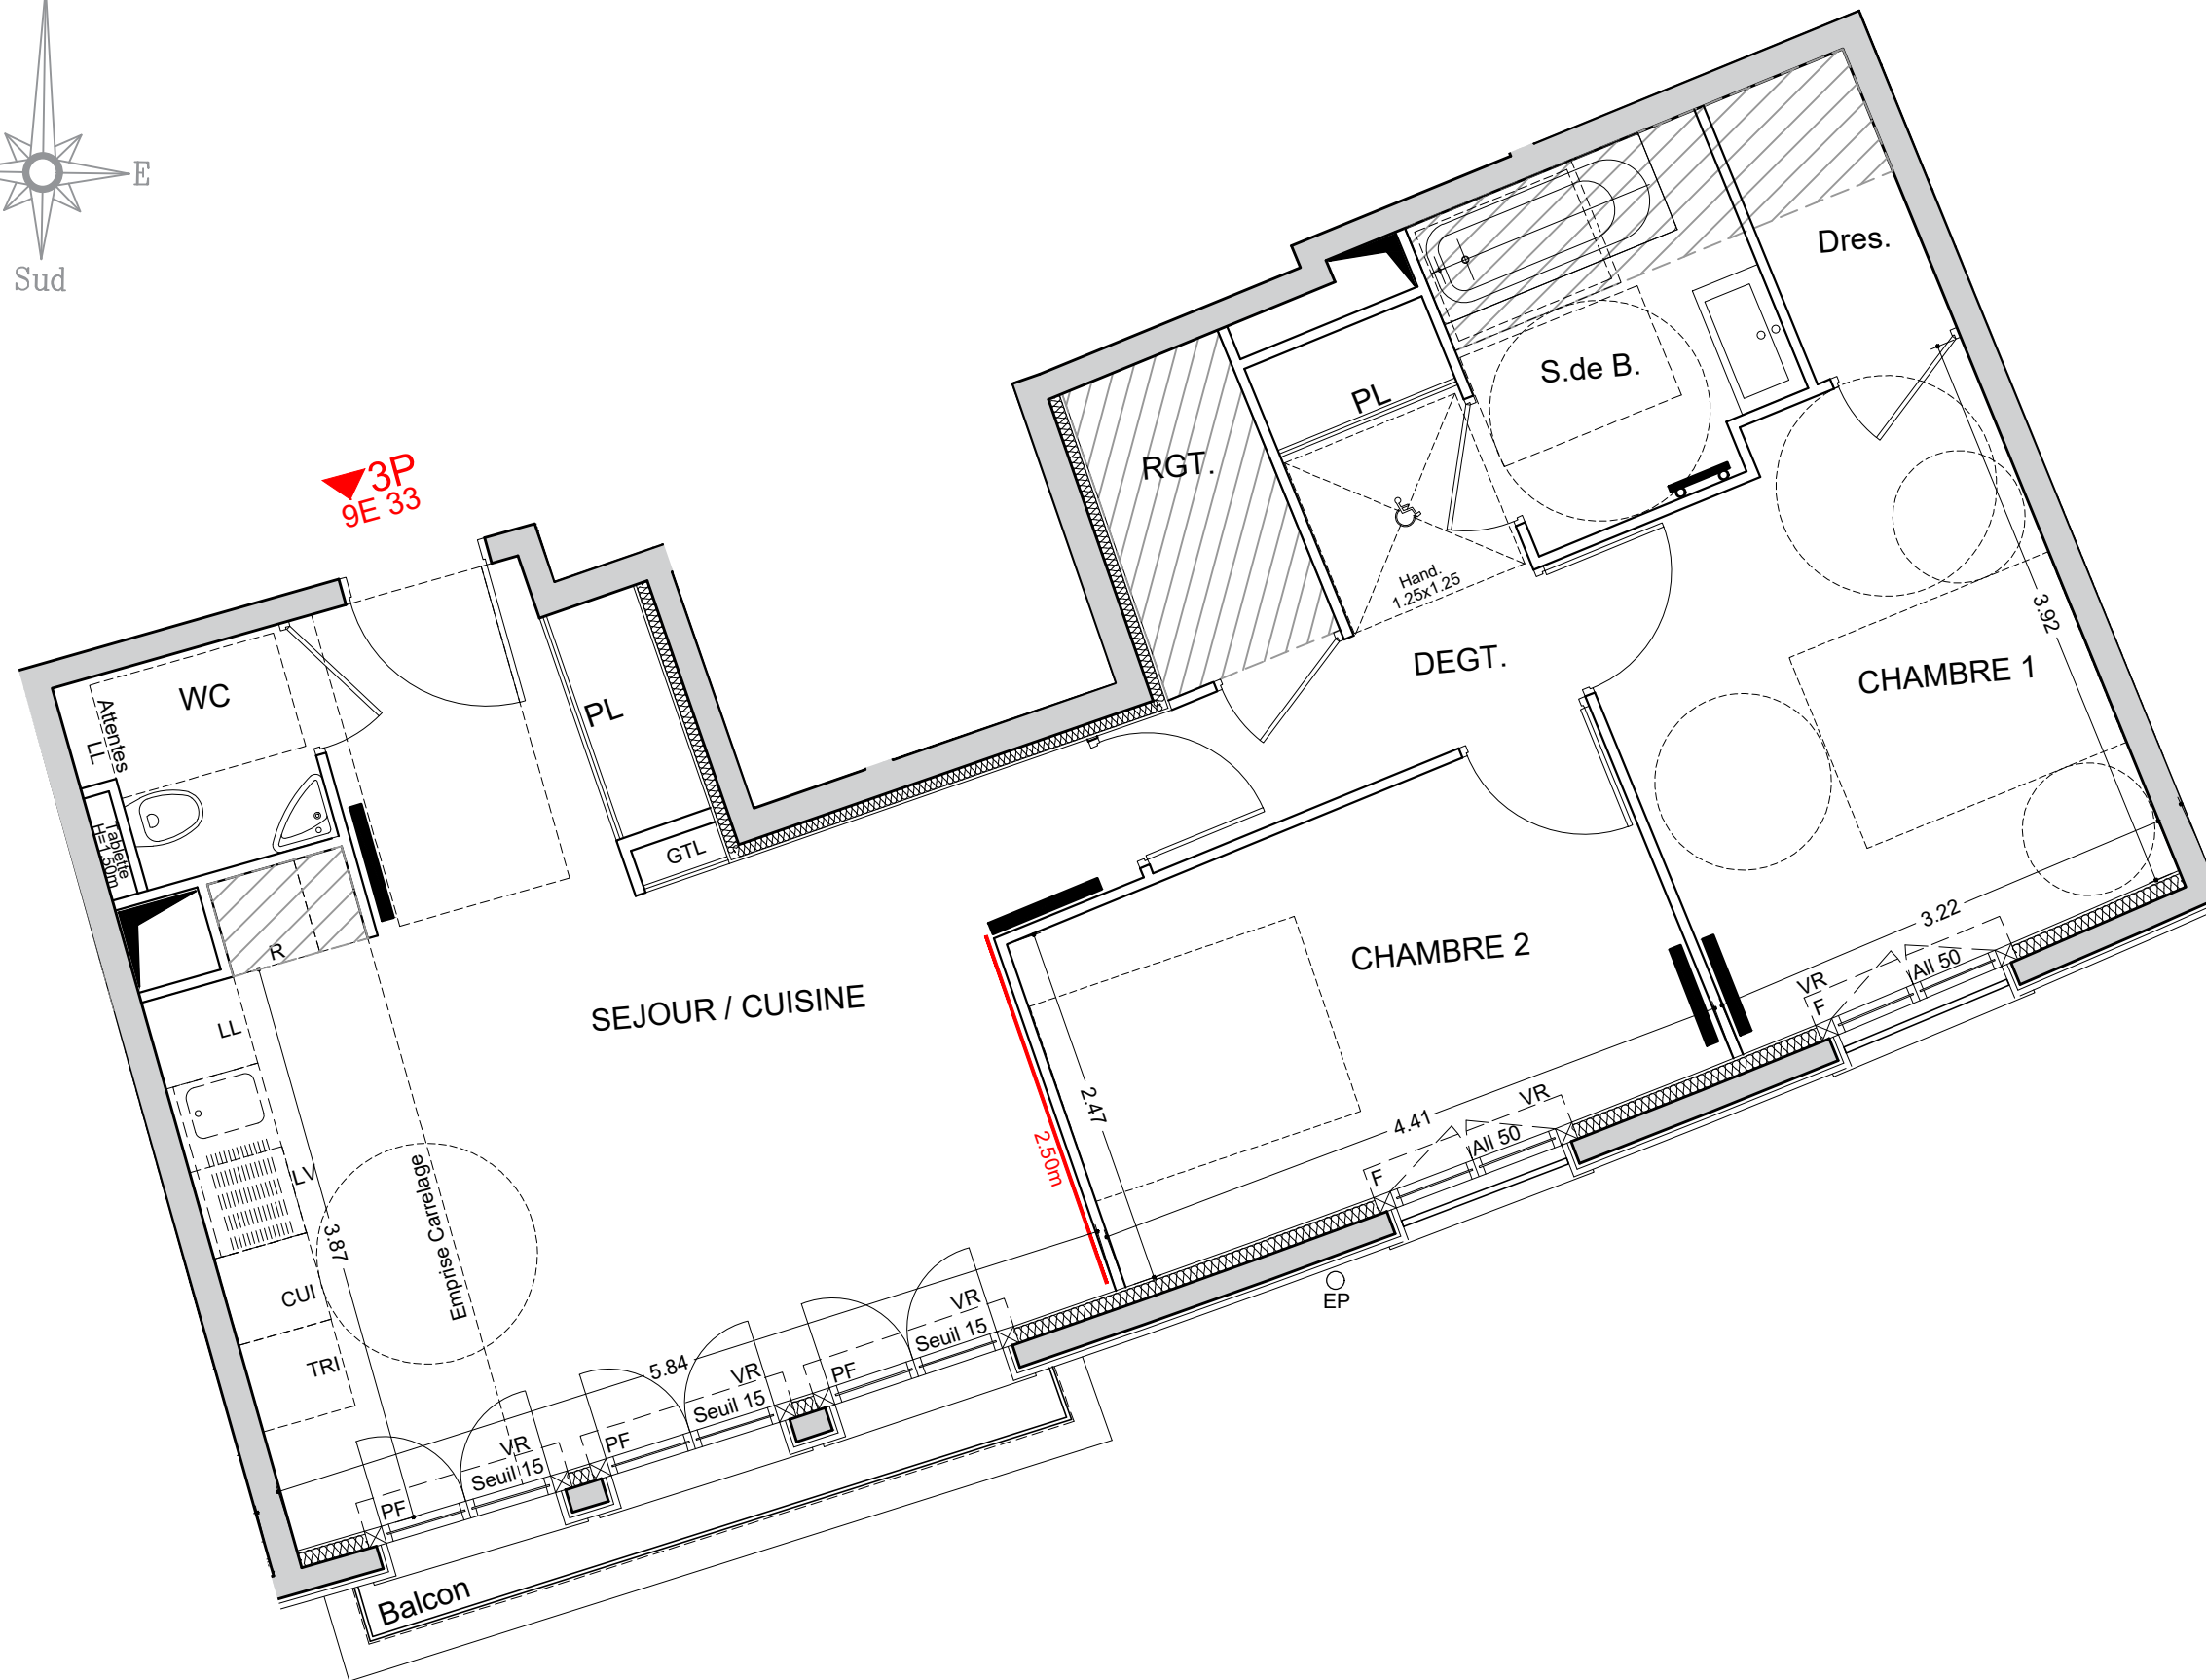 E
Sud
3P
9E 33
Dres.
S.de B.
PL
RGT.
Hand.
1.25x1.25
DEGT.
3.92
CHAMBRE 1
WC
Attentes
LL
PL
Tablette
H=1.50m
GTL
R
SEJOUR / CUISINE
CHAMBRE 2
3.22
VR
F
All 50
LL
2.47
2.50m
4.41
VR
F
All 50
LV
3.87
Emprise Carrelage
CUI
TRI
EP
VR
Seuil 15
PF
5.84
VR
Seuil 15
PF
VR
Seuil 15
PF
Balcon